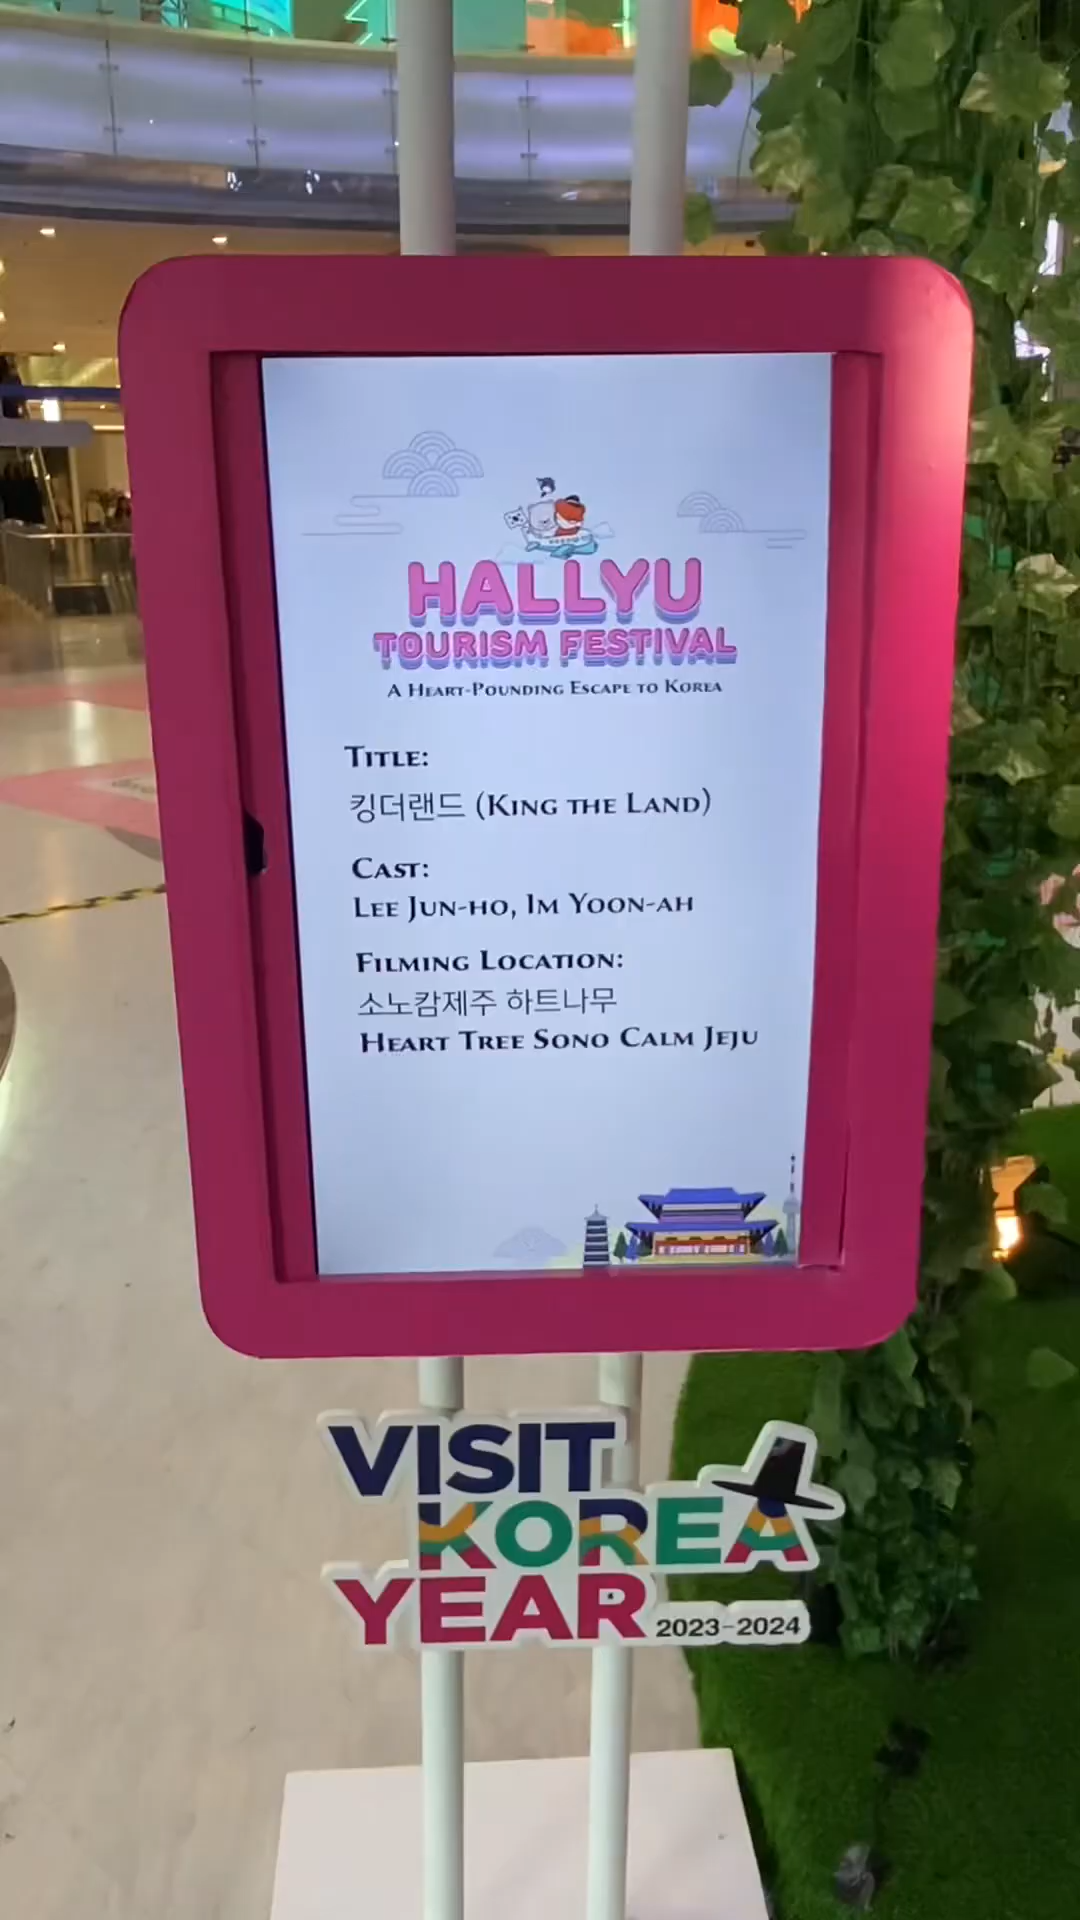 HALLYU
TOURISM FESTIVAL
A HEART-POUNDING ESCAPE TO KOREA
TITLE:
킹더랜드 (KING THE LAND)
CAST:
LEE JUN-HO, IM YOON-AH
FILMING LOCATION:
소노캄제주 하트나무
HEART TREE SONO CALM JEJU
VISIT
KOREA
YEAR 2023-2024